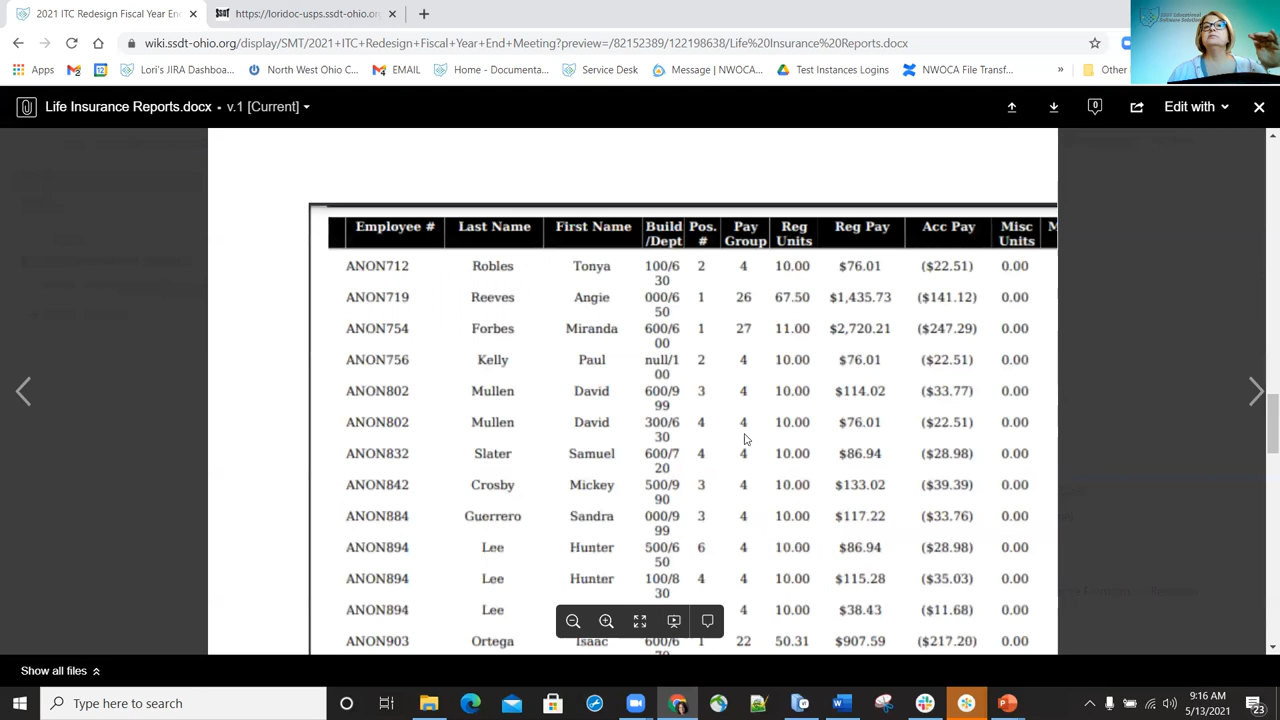 2021 ITC Redesign Fiscal Year En
SSDT https://loridoc-usps.ssdt-ohio.or
wiki.ssdt-ohio.org/display/SMT/2021+ITC+Redesign+Fiscal+Year+End+Meeting?preview=/82152389/122198638/Life%20Insurance%20Reports.docx
Apps Lori's JIRA Dashboa... North West Ohio C... EMAIL Home - Documenta... Service Desk Message | NWOCA... Test Instances Logins NWOCA File Transf... » Other
Life Insurance Reports.docx • v.1 [Current] 0 Edit with
Employee # Last Name First Name Build /Dept Pos. # Pay Group Reg Units Reg Pay Acc Pay Misc Units M
ANON712 Robles Tonya 100/6 2 4 10.00 $76.01 ($22.51) 0.00
30
ANON719 Reeves Angie 000/6 1 26 67.50 $1,435.73 ($141.12) 0.00
50
ANON754 Forbes Miranda 600/6 1 27 11.00 $2,720.21 ($247.29) 0.00
00
ANON756 Kelly Paul null/1 2 4 10.00 $76.01 ($22.51) 0.00
00
ANON802 Mullen David 600/9 3 4 10.00 $114.02 ($33.77) 0.00
99
ANON802 Mullen David 300/6 4 4 10.00 $76.01 ($22.51) 0.00
30
ANON832 Slater Samuel 600/7 4 4 10.00 $86.94 ($28.98) 0.00
20
ANON842 Crosby Mickey 500/9 3 4 10.00 $133.02 ($39.39) 0.00
90
ANON884 Guerrero Sandra 000/9 3 4 10.00 $117.22 ($33.76) 0.00
99
ANON894 Lee Hunter 500/6 6 4 10.00 $86.94 ($28.98) 0.00
50
ANON894 Lee Hunter 100/8 4 4 10.00 $115.28 ($35.03) 0.00
30
ANON894 Lee 4 10.00 $38.43 ($11.68) 0.00
ANON903 Ortega Isaac 600/6 1 22 50.31 $907.59 ($217.20) 0.00
Show all files
Type here to search
9:16 AM
5/13/2021
23